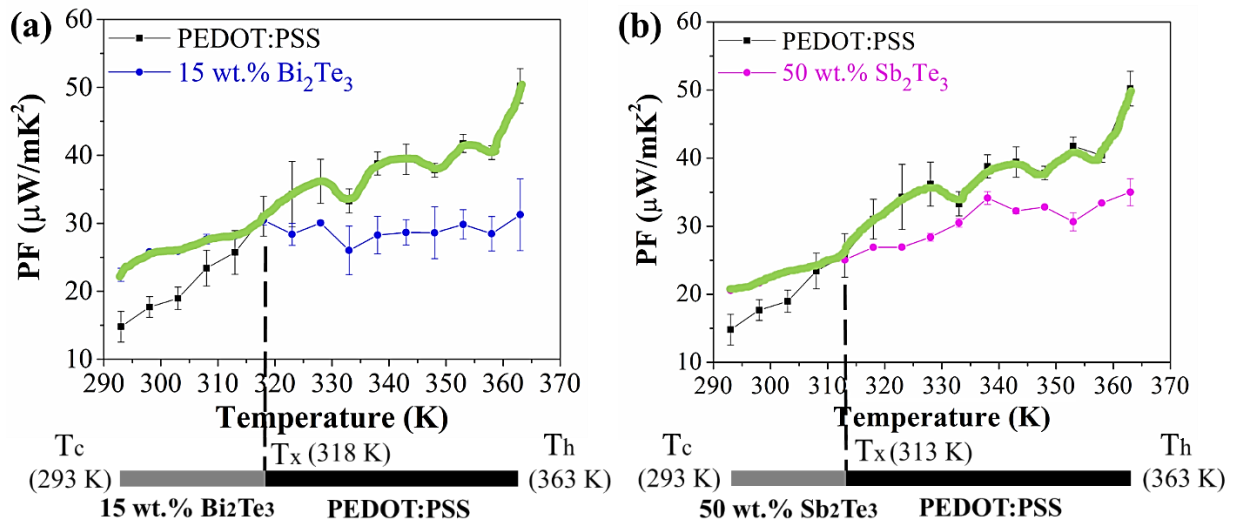 (a)
PEDOT:PSS
15 wt.% Bi₂Te₃
PF (μW/mK²)
60
50
40
30
20
10
290 300 310 320 330 340 350 360 370
Temperature (K)
Tc
(293 K)
Tx (318 K)
Th
(363 K)
15 wt.% Bi₂Te₃
PEDOT:PSS
(b)
PEDOT:PSS
50 wt.% Sb₂Te₃
PF (μW/mK²)
60
50
40
30
20
10
290 300 310 320 330 340 350 360 370
Temperature (K)
Tc
(293 K)
Tx (313 K)
Th
(363 K)
50 wt.% Sb₂Te₃
PEDOT:PSS